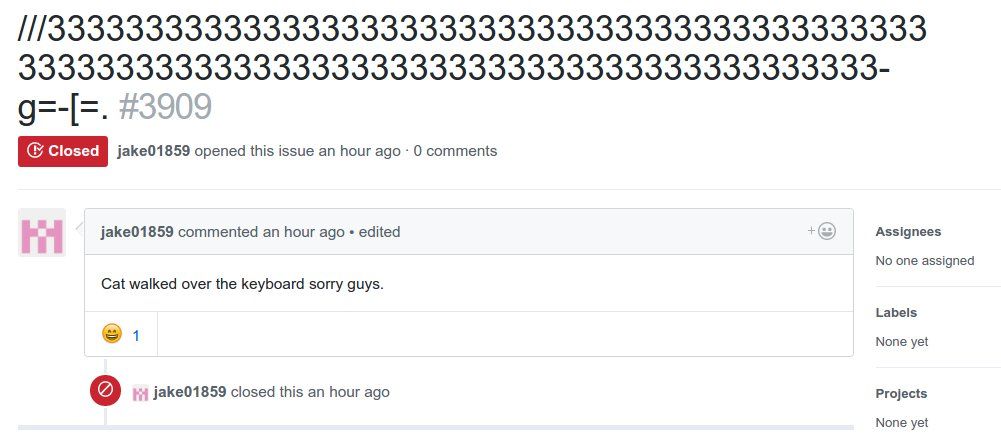 ///333333333333333333333333333333333333333333333
33333333333333333333333333333333333333333333-
g=-[=. #3909
Closed jake01859 opened this issue an hour ago · 0 comments
jake01859 commented an hour ago • edited
Cat walked over the keyboard sorry guys.
😄 1
jake01859 closed this an hour ago
Assignees
No one assigned
Labels
None yet
Projects
None yet